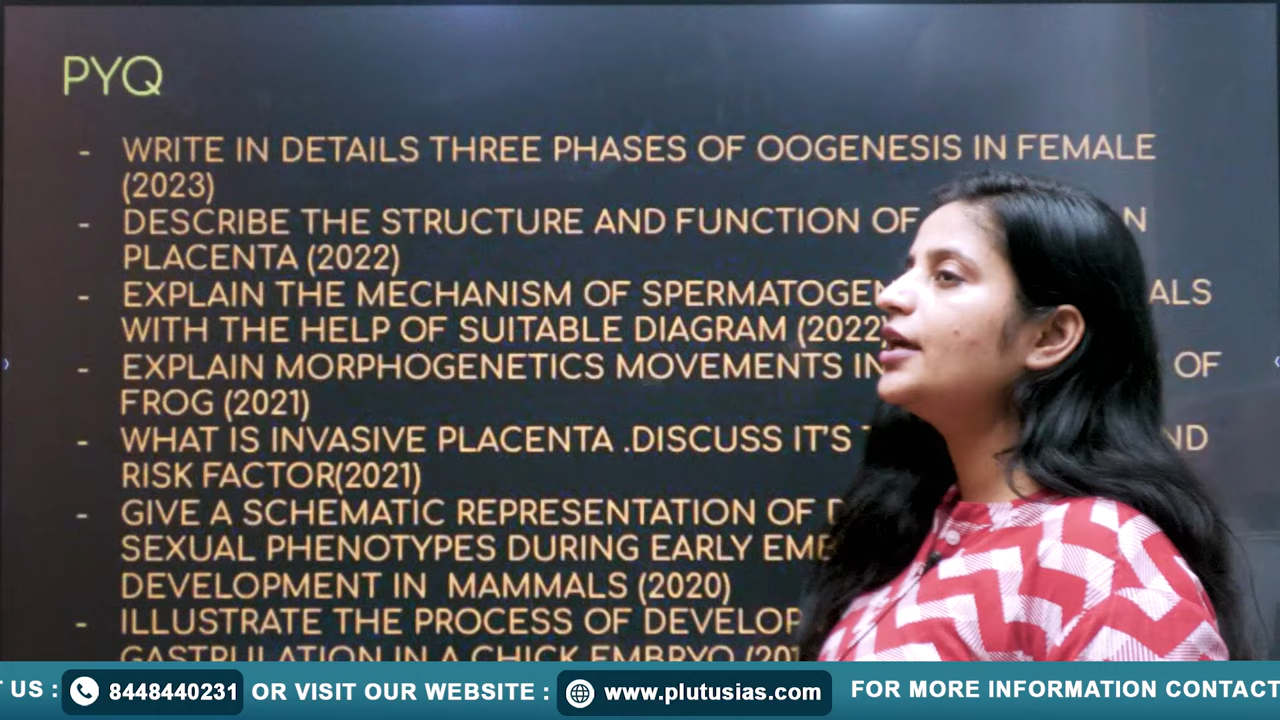 PYQ
- WRITE IN DETAILS THREE PHASES OF OOGENESIS IN FEMALE
(2023)
- DESCRIBE THE STRUCTURE AND FUNCTION OF
PLACENTA (2022)
- EXPLAIN THE MECHANISM OF ALS
WITH THE HELP OF SUITABLE DIAGRAM (2022)
- EXPLAIN MORPHOGENETICS MOVEMENTS IN OF
FROG (2021)
- WHAT IS INVASIVE PLACENTA .DISCUSS IT'S ND
RISK FACTOR(2021)
- GIVE A SCHEMATIC REPRESENTATION OF
SEXUAL PHENOTYPES DURING EARLY
DEVELOPMENT IN MAMMALS (2020)
- ILLUSTRATE THE PROCESS OF
GASTRULATION IN A CHICK EMBRYO
T US : 8448440231 OR VISIT OUR WEBSITE : www.plutusias.com FOR MORE INFORMATION CONTACT